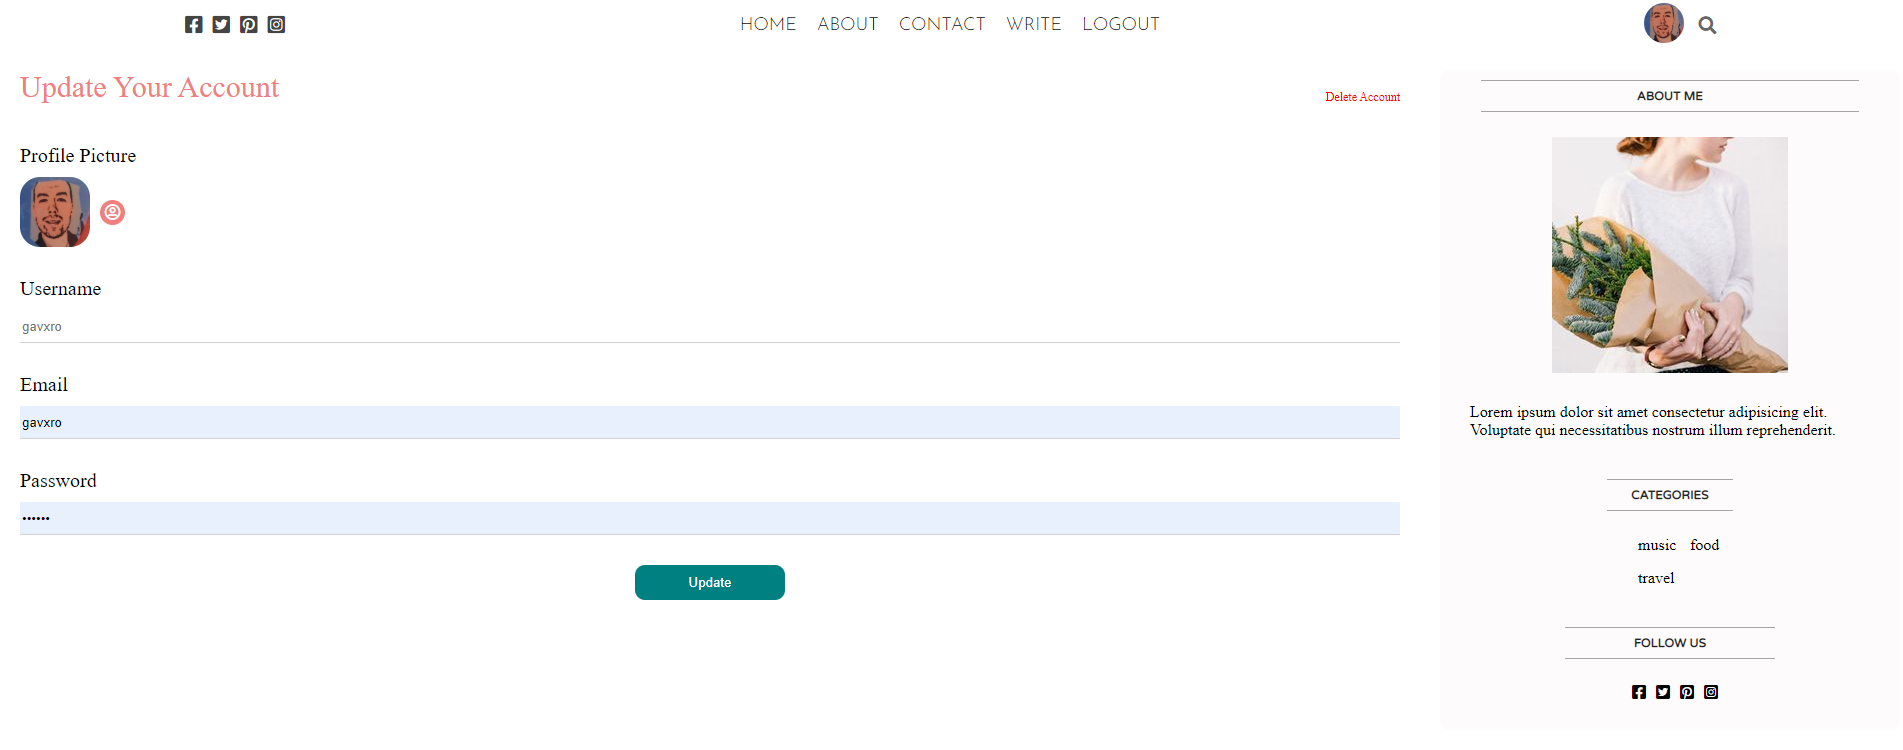 HOME ABOUT CONTACT WRITE LOGOUT
Update Your Account
Delete Account
Profile Picture
Username
gavxro
Email
gavxro
Password
••••••
Update
ABOUT ME
Lorem ipsum dolor sit amet consectetur adipisicing elit.
Voluptate qui necessitatibus nostrum illum reprehenderit.
CATEGORIES
music food
travel
FOLLOW US